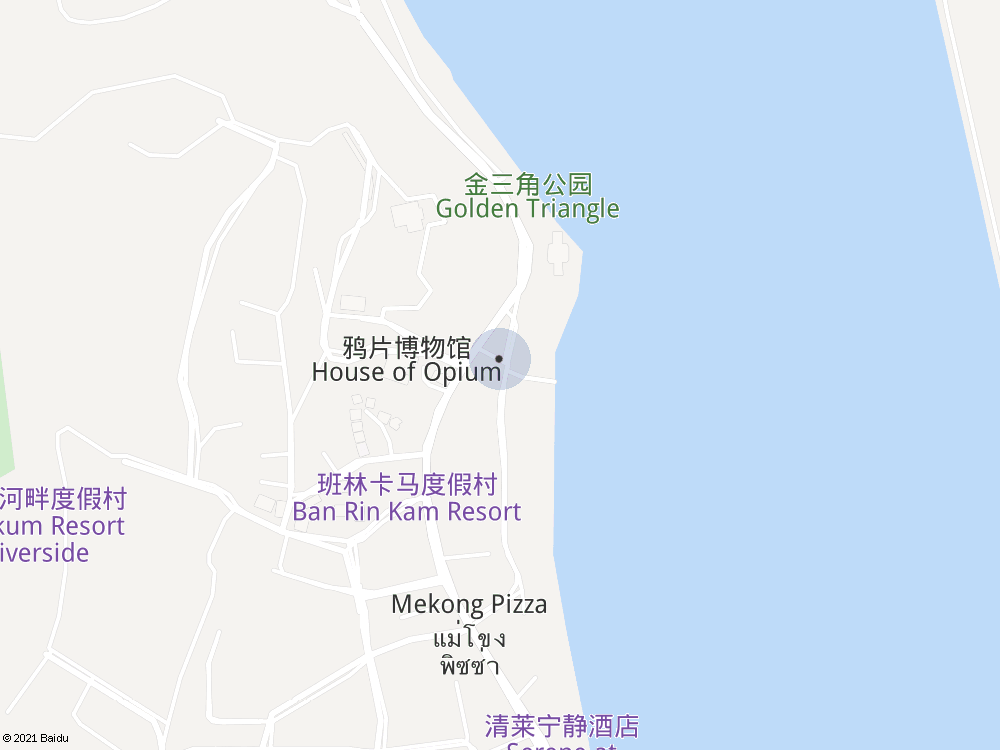 金三角公园
Golden Triangle
鸦片博物馆
House of Opium
班林卡马度假村
Ban Rin Kam Resort
河畔度假村
kum Resort
iverside
Mekong Pizza
แม่โขง
พิซซ่า
清莱宁静酒店
Serene at
© 2021 Baidu